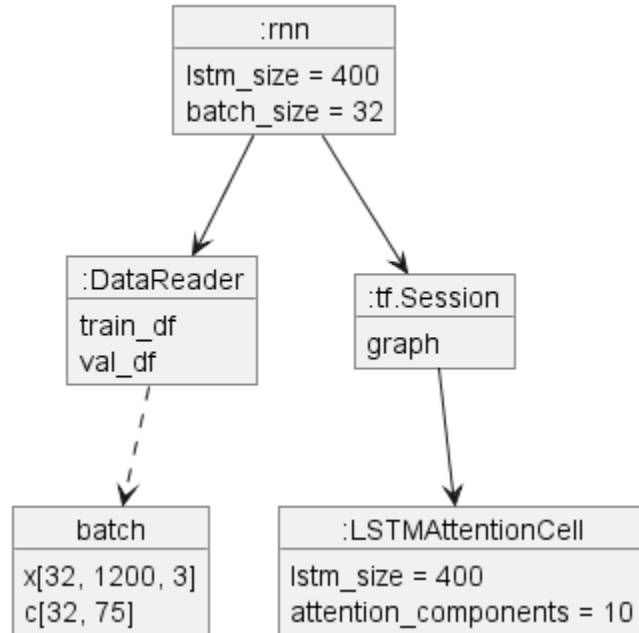 :rnn
lstm_size = 400
batch_size = 32
:DataReader
train_df
val_df
:tf.Session
graph
batch
x[32, 1200, 3]
c[32, 75]
:LSTMAttentionCell
lstm_size = 400
attention_components = 10